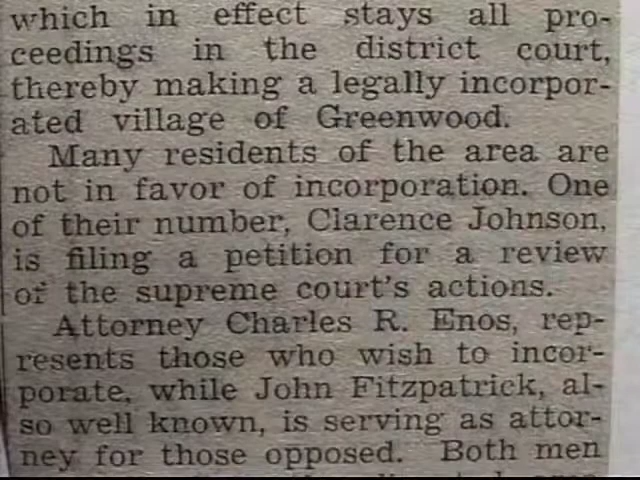 which in effect stays all pro-
ceedings in the district court,
thereby making a legally incorpor-
ated village of Greenwood.
Many residents of the area are
not in favor of incorporation. One
of their number, Clarence Johnson,
is filing a petition for a review
of the supreme court's actions.
Attorney Charles R. Enos, rep-
resents those who wish to incor-
porate, while John Fitzpatrick, al-
so well known, is serving as attor-
ney for those opposed. Both men